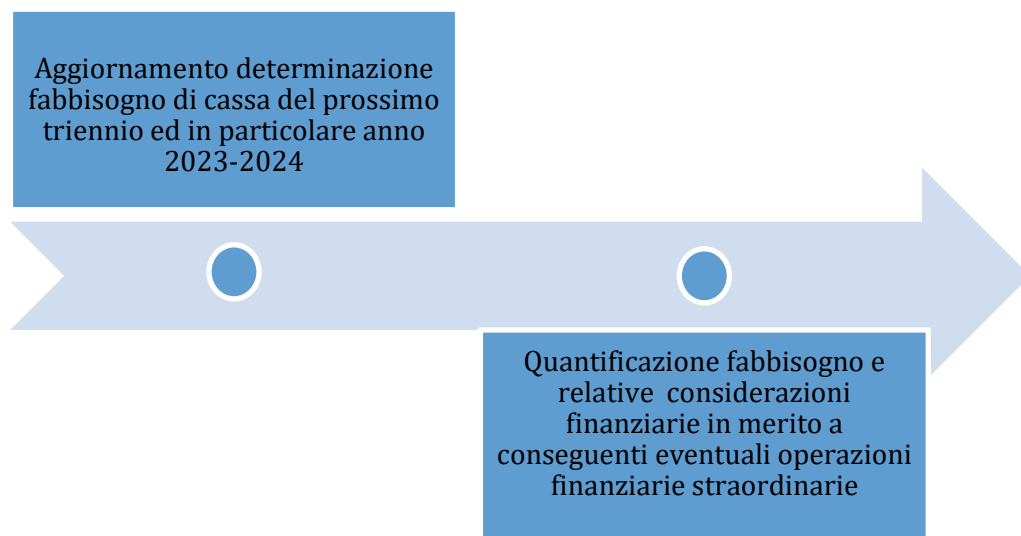 Aggiornamento determinazione
fabbisogno di cassa del prossimo
triennio ed in particolare anno
2023-2024
Quantificazione fabbisogno e
relative considerazioni
finanziarie in merito a
conseguenti eventuali operazioni
finanziarie straordinarie